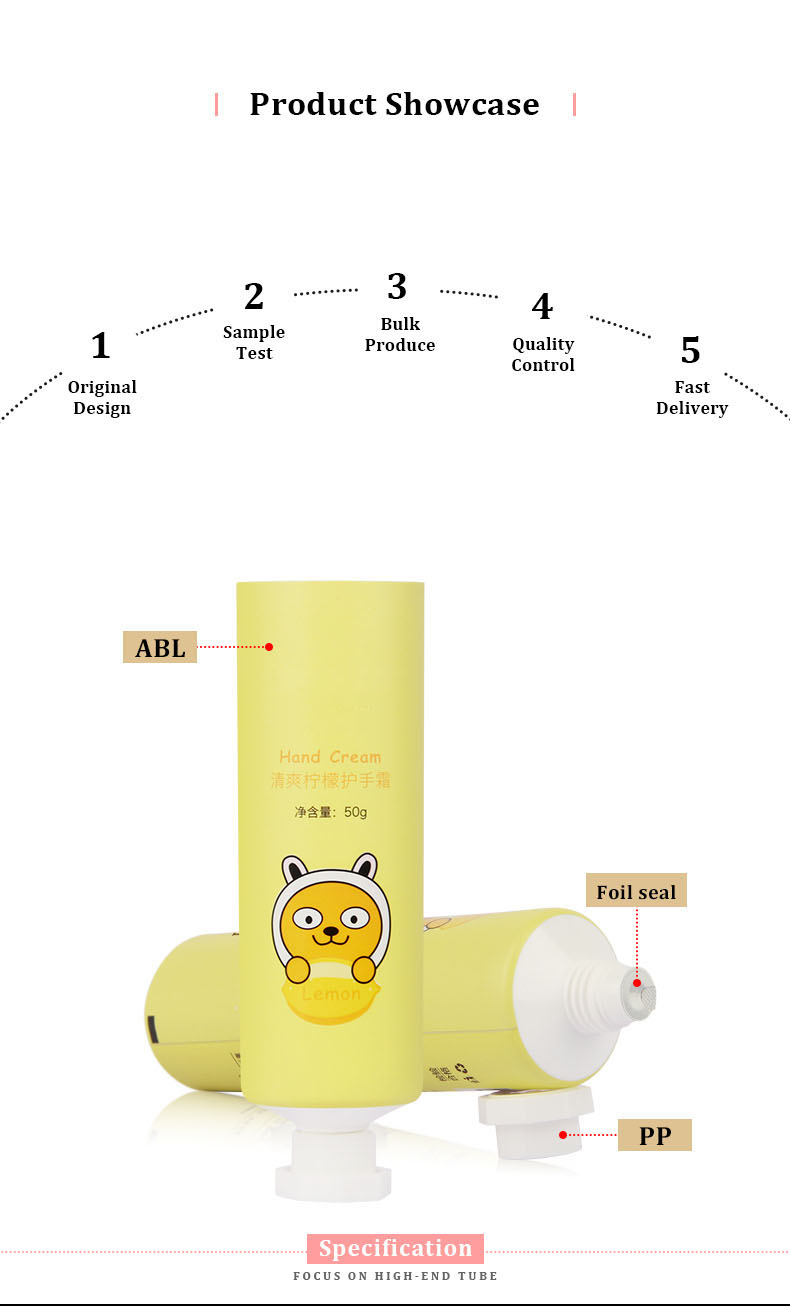 Product Showcase
1
Original
Design
2
Sample
Test
3
Bulk
Produce
4
Quality
Control
5
Fast
Delivery
ABL
Hand Cream
清爽柠檬护手霜
净含量：50g
Lemon
Foil seal
PP
Specification
FOCUS ON HIGH-END TUBE